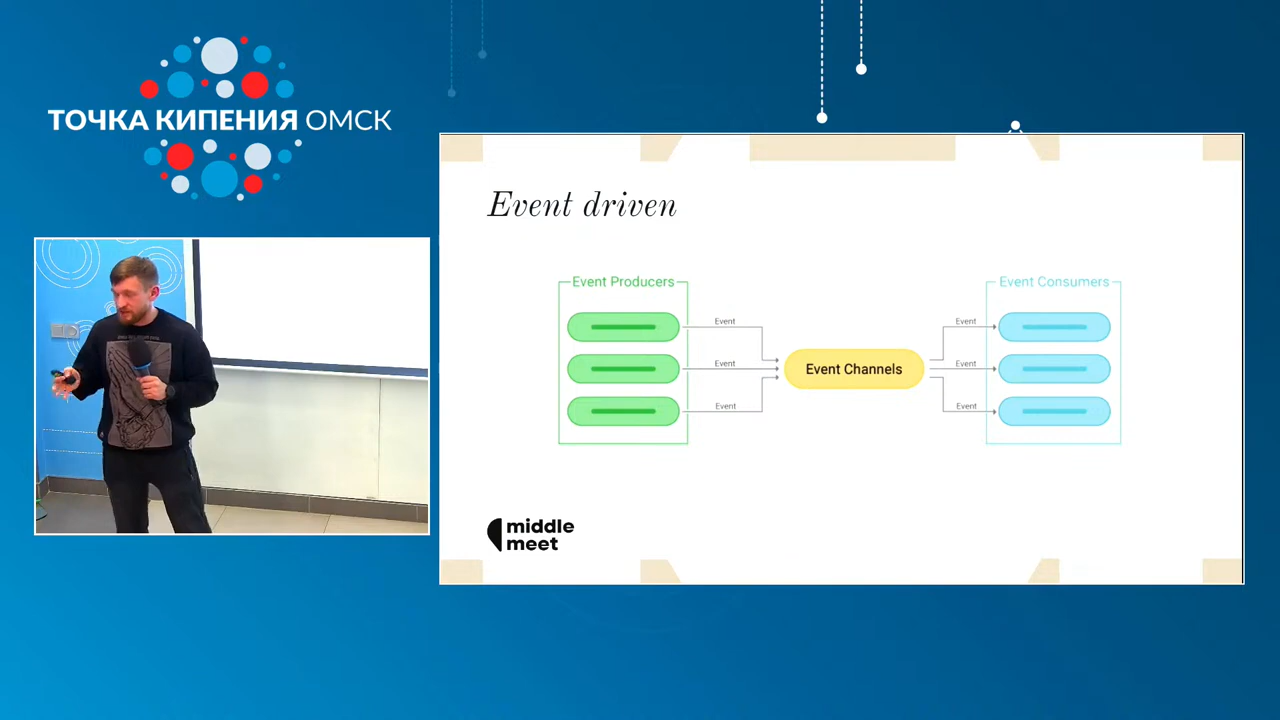 ТОЧКА КИПЕНИЯ ОМСК
Event driven
Event Producers
Event Consumers
Event
Event
Event
Event Channels
Event
Event
Event
middle
meet